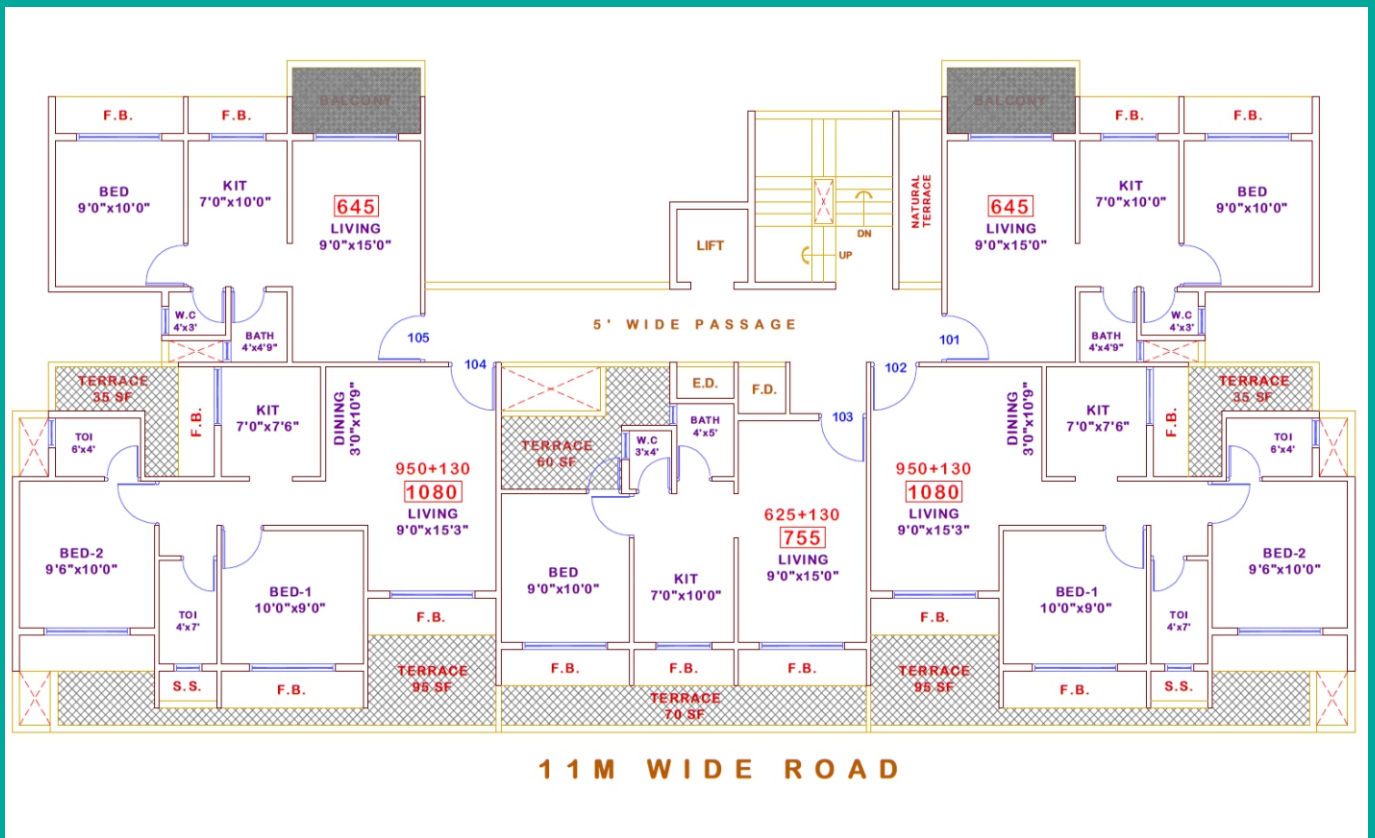 BALCONY
BALCONY
F.B.
F.B.
F.B.
F.B.
BED
9'0"x10'0"
KIT
7'0"x10'0"
645
LIVING
9'0"x15'0"
NATURAL
TERRACE
645
LIVING
9'0"x15'0"
KIT
7'0"x10'0"
BED
9'0"x10'0"
LIFT
DN
UP
W.C
4'x3'
BATH
4'x4'9"
105
5' WIDE PASSAGE
101
BATH
4'x4'9"
W.C
4'x3'
104
102
TERRACE
35 SF
F.B.
KIT
7'0"x7'6"
DINING
3'0"x10'9"
E.D.
F.D.
103
DINING
3'0"x10'9"
KIT
7'0"x7'6"
F.B.
TERRACE
35 SF
TOI
6'x4'
TERRACE
60 SF
W.C
3'x4'
BATH
4'x5'
TOI
6'x4'
950+130
1080
LIVING
9'0"x15'3"
950+130
1080
LIVING
9'0"x15'3"
625+130
755
LIVING
9'0"x15'0"
BED-2
9'6"x10'0"
BED-1
10'0"x9'0"
BED
9'0"x10'0"
KIT
7'0"x10'0"
BED-1
10'0"x9'0"
BED-2
9'6"x10'0"
TOI
4'x7'
TOI
4'x7'
F.B.
F.B.
S.S.
F.B.
TERRACE
95 SF
F.B.
F.B.
F.B.
TERRACE
95 SF
F.B.
S.S.
TERRACE
70 SF
11M WIDE ROAD